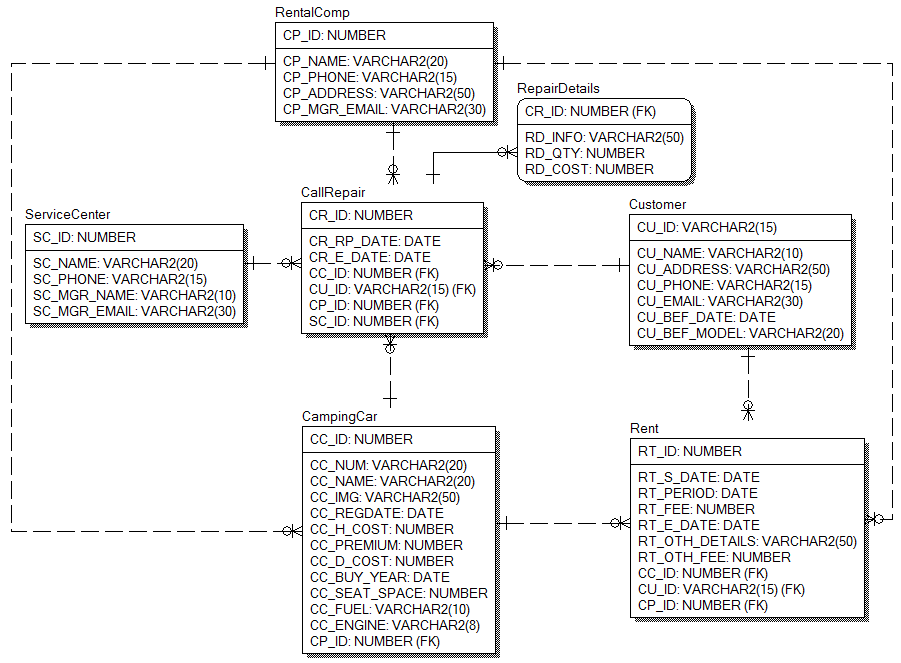 RentalComp
CP_ID: NUMBER
CP_NAME: VARCHAR2(20)
CP_PHONE: VARCHAR2(15)
CP_ADDRESS: VARCHAR2(50)
CP_MGR_EMAIL: VARCHAR2(30)
RepairDetails
CR_ID: NUMBER (FK)
RD_INFO: VARCHAR2(50)
RD_QTY: NUMBER
RD_COST: NUMBER
CallRepair
CR_ID: NUMBER
CR_RP_DATE: DATE
CR_E_DATE: DATE
CC_ID: NUMBER (FK)
CU_ID: VARCHAR2(15) (FK)
CP_ID: NUMBER (FK)
SC_ID: NUMBER (FK)
ServiceCenter
SC_ID: NUMBER
SC_NAME: VARCHAR2(20)
SC_PHONE: VARCHAR2(15)
SC_MGR_NAME: VARCHAR2(10)
SC_MGR_EMAIL: VARCHAR2(30)
Customer
CU_ID: VARCHAR2(15)
CU_NAME: VARCHAR2(10)
CU_ADDRESS: VARCHAR2(50)
CU_PHONE: VARCHAR2(15)
CU_EMAIL: VARCHAR2(30)
CU_BEF_DATE: DATE
CU_BEF_MODEL: VARCHAR2(20)
CampingCar
CC_ID: NUMBER
CC_NUM: VARCHAR2(20)
CC_NAME: VARCHAR2(20)
CC_IMG: VARCHAR2(50)
CC_REGDATE: DATE
CC_H_COST: NUMBER
CC_PREMIUM: NUMBER
CC_D_COST: NUMBER
CC_BUY_YEAR: DATE
CC_SEAT_SPACE: NUMBER
CC_FUEL: VARCHAR2(10)
CC_ENGINE: VARCHAR2(8)
CP_ID: NUMBER (FK)
Rent
RT_ID: NUMBER
RT_S_DATE: DATE
RT_PERIOD: DATE
RT_FEE: NUMBER
RT_E_DATE: DATE
RT_OTH_DETAILS: VARCHAR2(50)
RT_OTH_FEE: NUMBER
CC_ID: NUMBER (FK)
CU_ID: VARCHAR2(15) (FK)
CP_ID: NUMBER (FK)